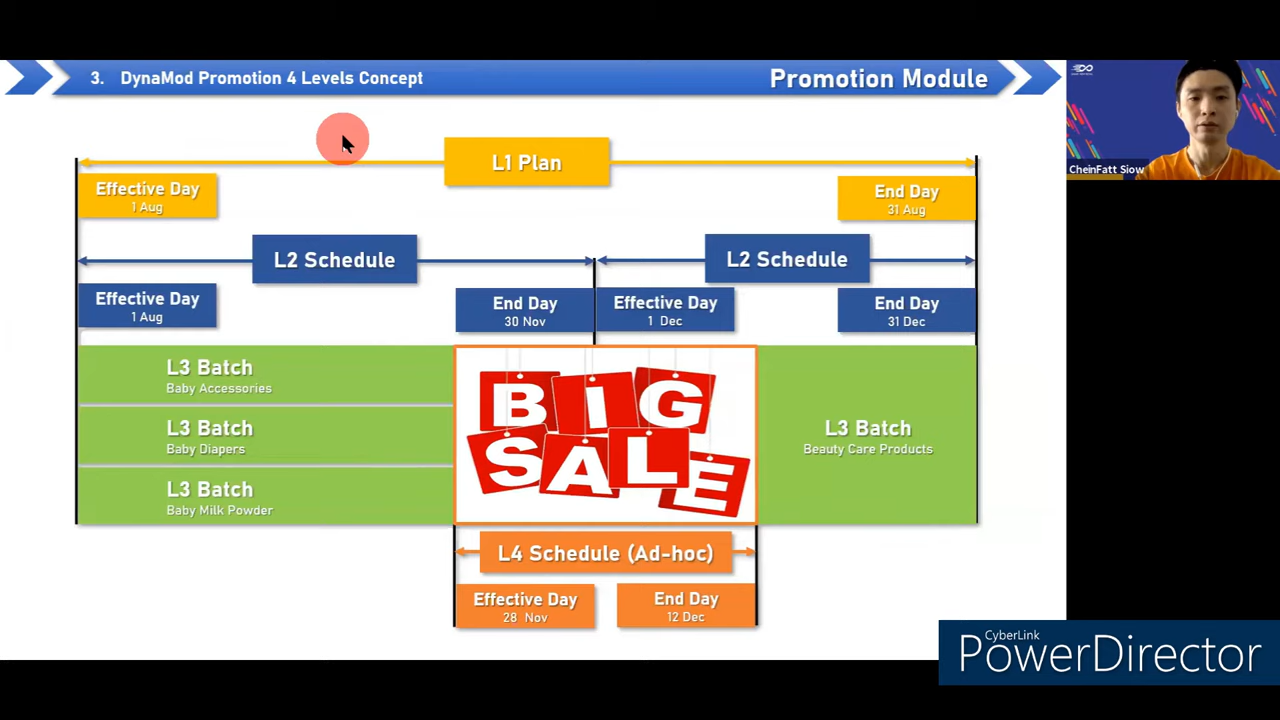 3. DynaMod Promotion 4 Levels Concept
Promotion Module
CheinFatt Siow
L1 Plan
Effective Day
1 Aug
End Day
31 Aug
L2 Schedule
L2 Schedule
Effective Day
1 Aug
End Day
30 Nov
Effective Day
1 Dec
End Day
31 Dec
L3 Batch
Baby Accessories
L3 Batch
Baby Diapers
L3 Batch
Baby Milk Powder
BIG
SALE
L3 Batch
Beauty Care Products
L4 Schedule (Ad-hoc)
Effective Day
28 Nov
End Day
12 Dec
CyberLink
PowerDirector